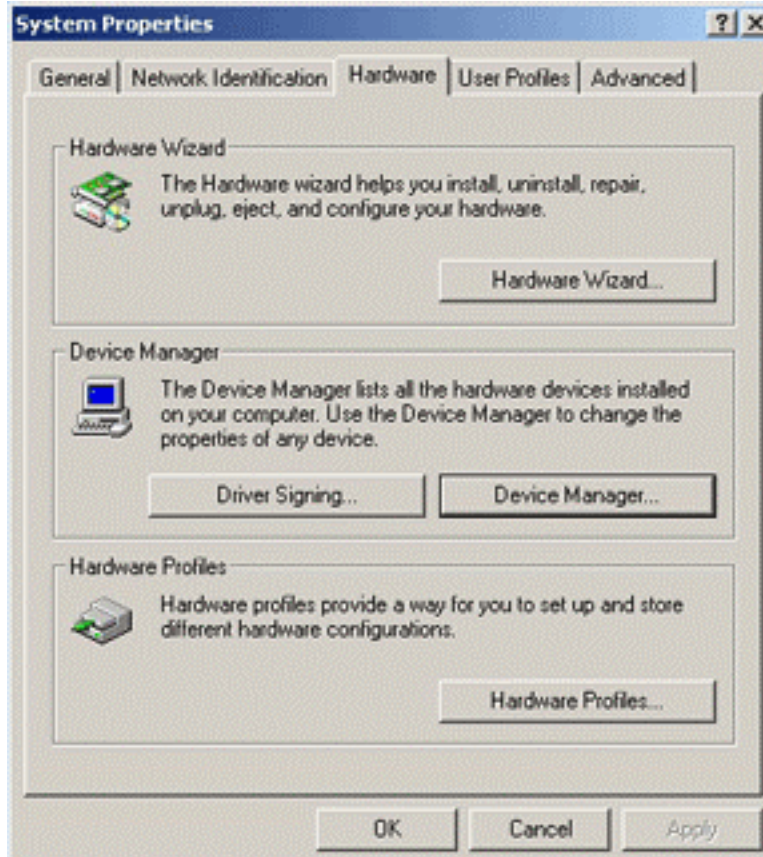 System Properties
General
Network Identification
Hardware
User Profiles
Advanced
Hardware Wizard
The Hardware wizard helps you install, uninstall, repair,
unplug, eject, and configure your hardware.
Hardware Wizard...
Device Manager
The Device Manager lists all the hardware devices installed
on your computer. Use the Device Manager to change the
properties of any device.
Driver Signing...
Device Manager...
Hardware Profiles
Hardware profiles provide a way for you to set up and store
different hardware configurations.
Hardware Profiles...
OK
Cancel
Apply